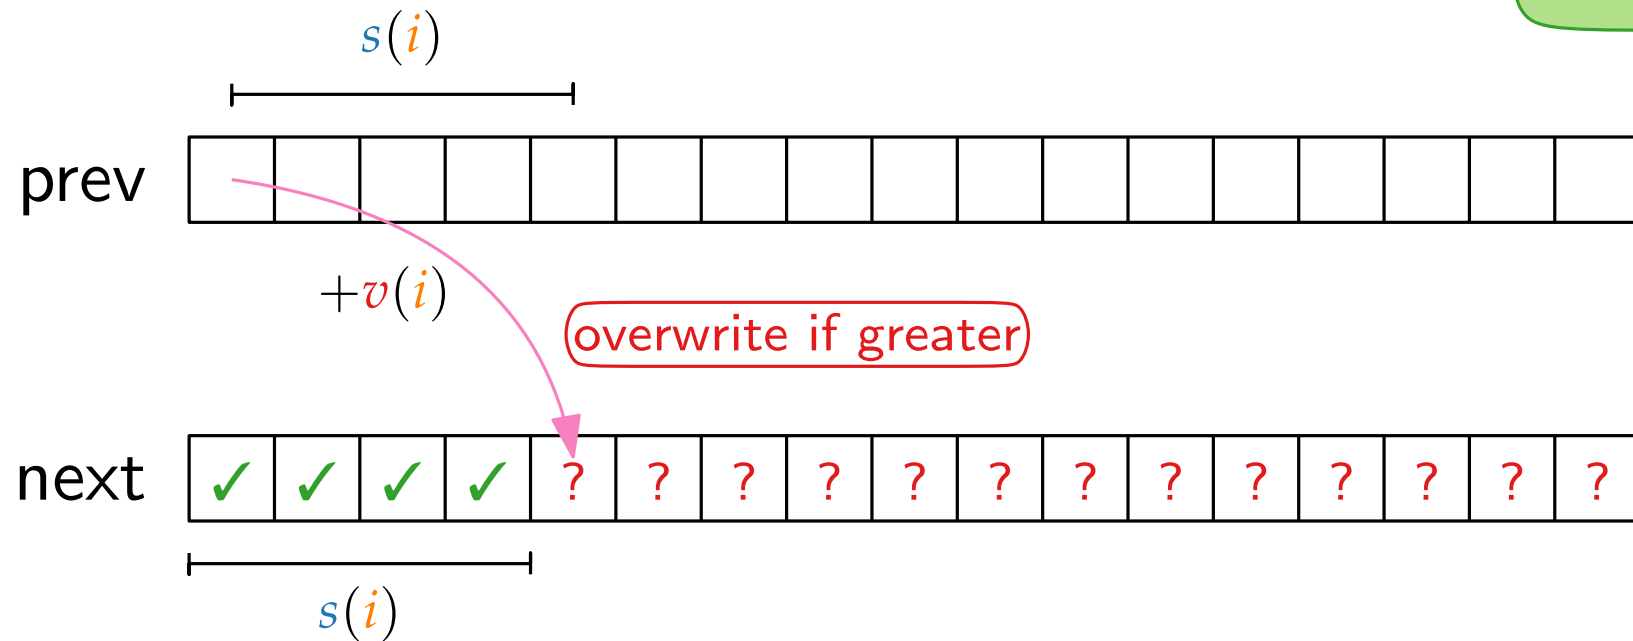 s(i)
prev
+v(i)
overwrite if greater
next ✓ ✓ ✓ ✓ ? ? ? ? ? ? ? ? ? ? ? ? ?
s(i)